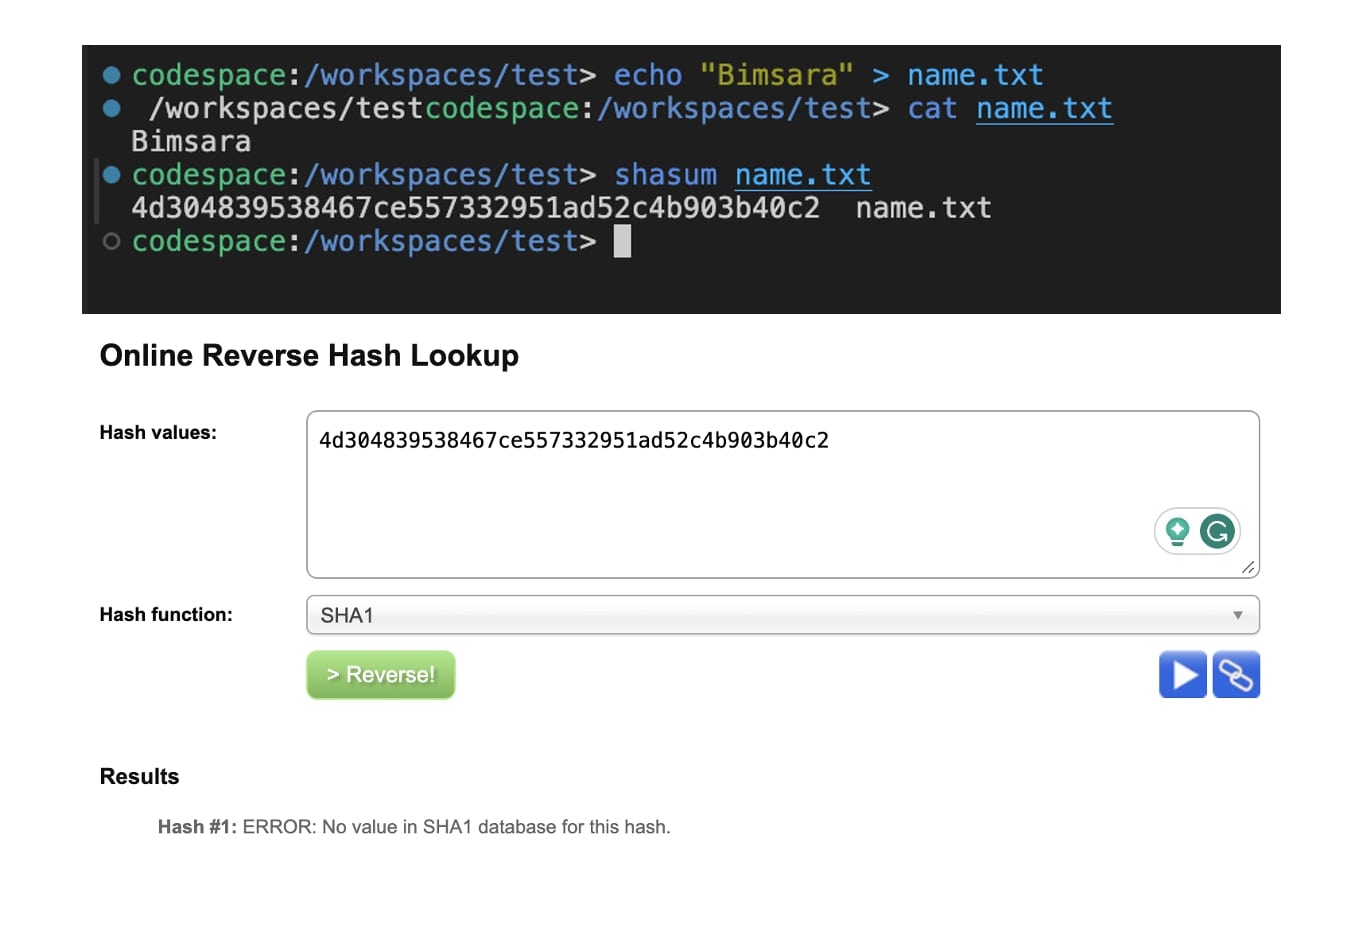 codespace:/workspaces/test> echo "Bimsara" > name.txt
/workspaces/testcodespace:/workspaces/test> cat name.txt
Bimsara
codespace:/workspaces/test> shasum name.txt
4d304839538467ce557332951ad52c4b903b40c2  name.txt
codespace:/workspaces/test>
Online Reverse Hash Lookup
Hash values:
4d304839538467ce557332951ad52c4b903b40c2
Hash function:
SHA1
> Reverse!
Results
Hash #1: ERROR: No value in SHA1 database for this hash.